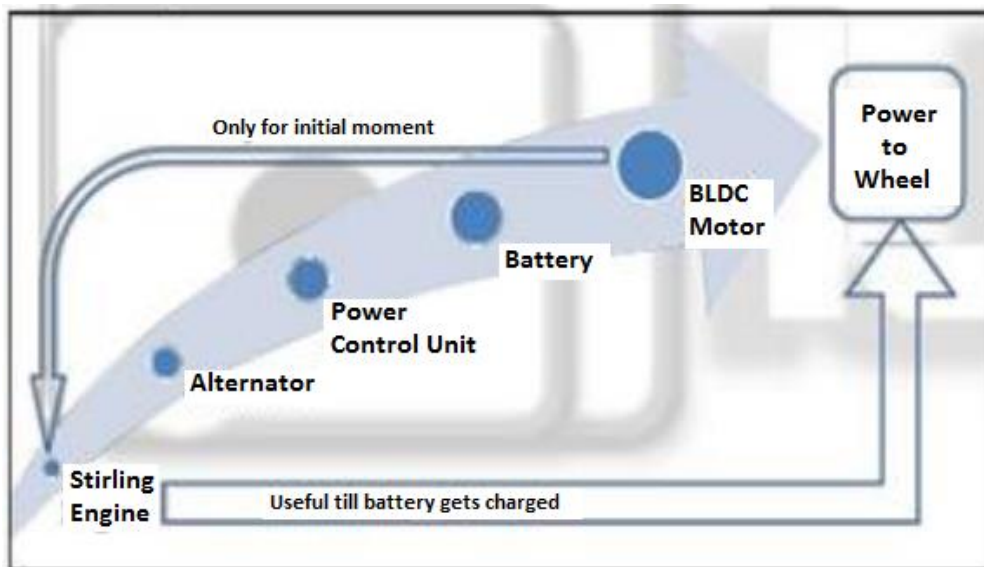 Only for initial moment
Power
to
Wheel
BLDC
Motor
Battery
Power
Control Unit
Alternator
Stirling
Engine
Useful till battery gets charged